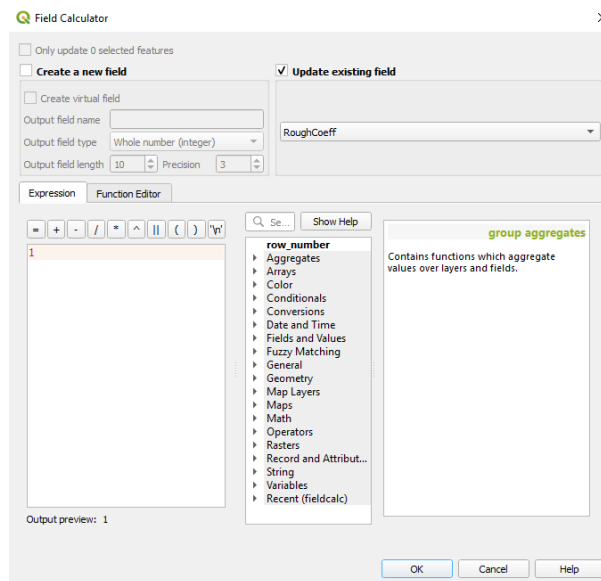 Field Calculator
Only update 0 selected features
Create a new field
Update existing field
Create virtual field
Output field name
Output field type Whole number (integer)
Output field length 10 Precision 3
RoughCoeff
Expression Function Editor
= + - / * ^ || ( ) '\n'
1
Output preview: 1
Se... Show Help
row_number
Aggregates
Arrays
Color
Conditionals
Conversions
Date and Time
Fields and Values
Fuzzy Matching
General
Geometry
Map Layers
Maps
Math
Operators
Rasters
Record and Attribut...
String
Variables
Recent (fieldcalc)
group aggregates
Contains functions which aggregate
values over layers and fields.
OK Cancel Help